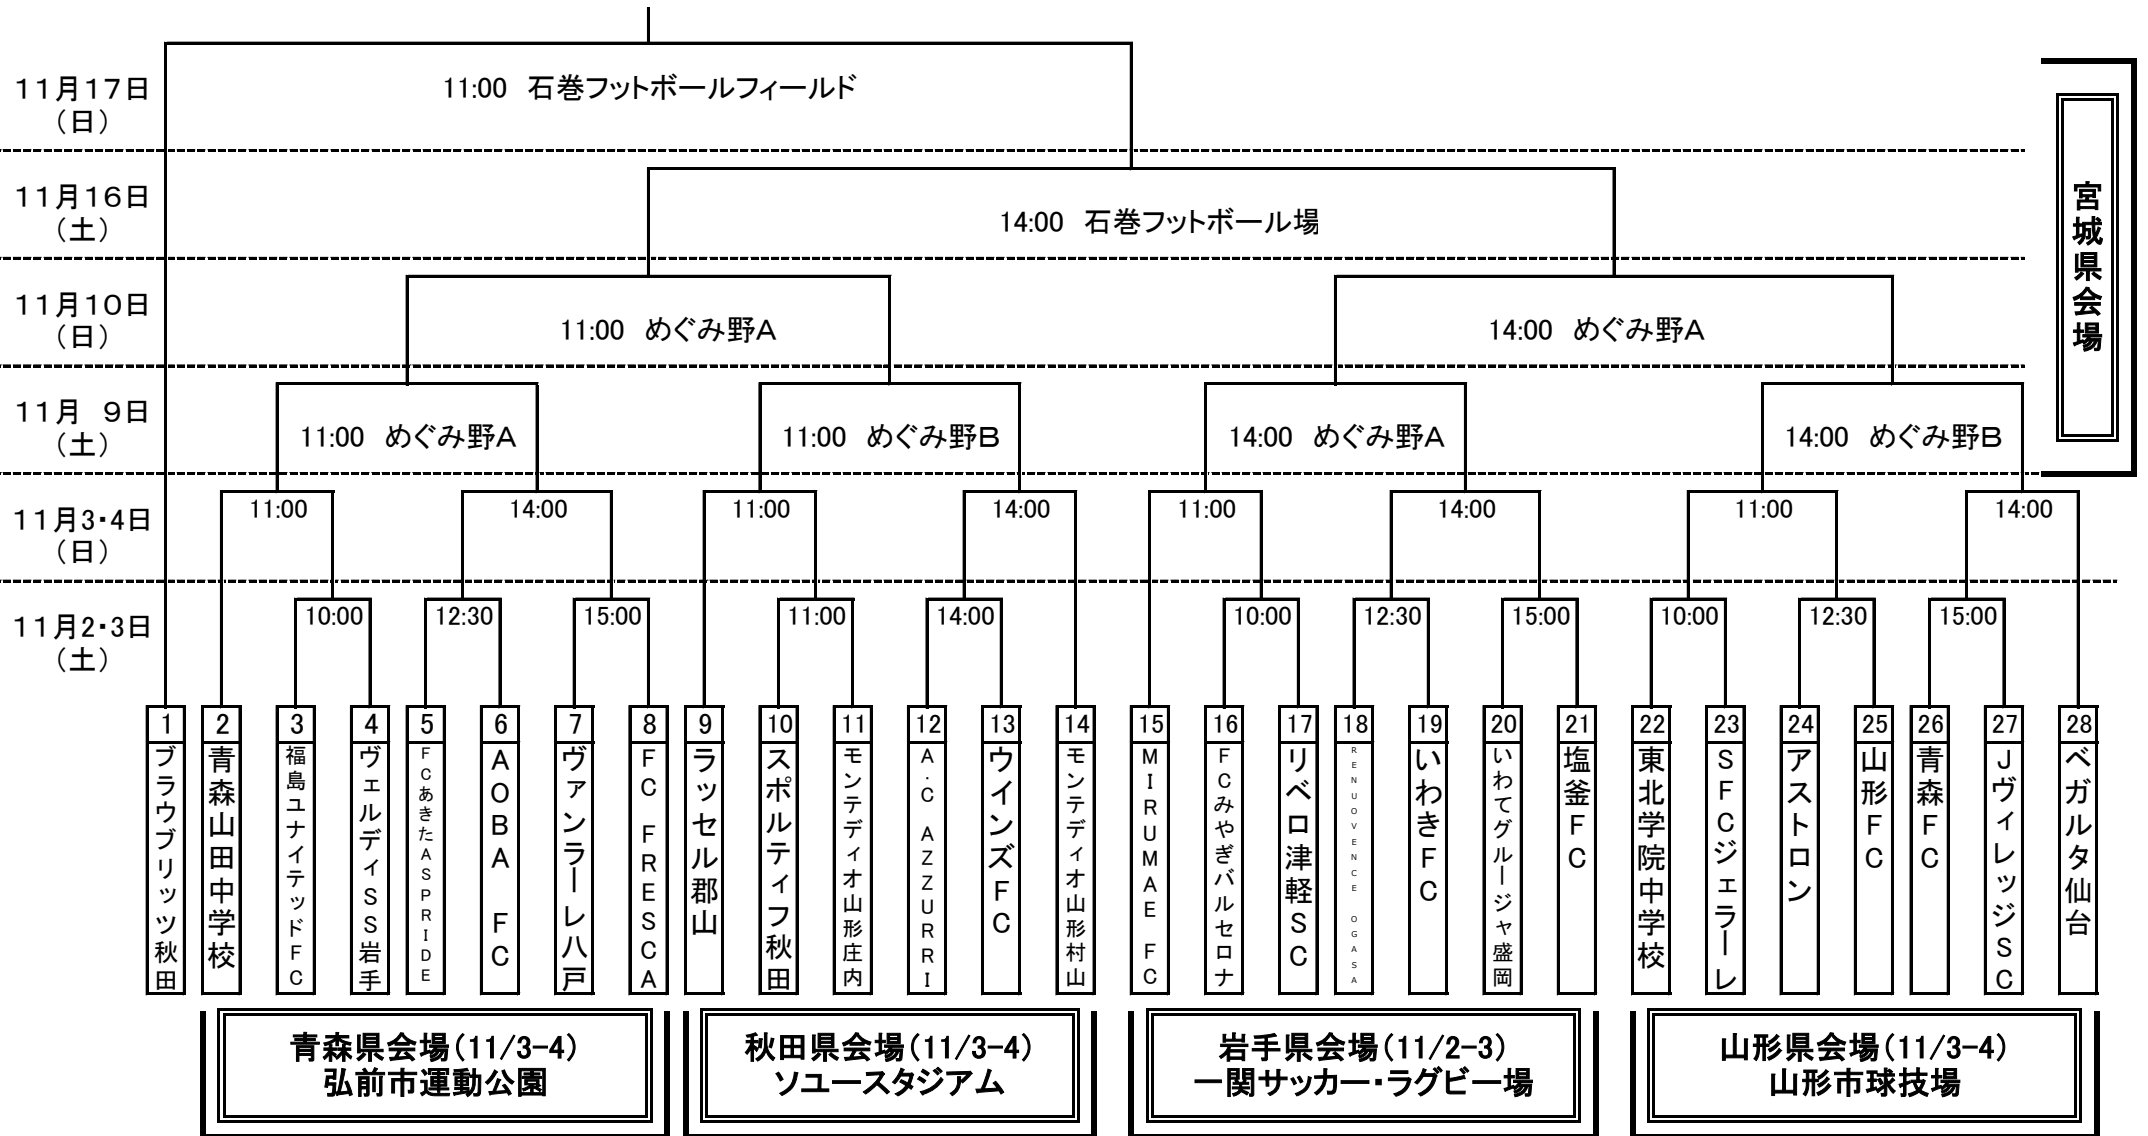 11月17日
（日）
11:00 石巻フットボールフィールド
宮城県会場
11月16日
（土）
14:00 石巻フットボール場
11月10日
（日）
11:00 めぐみ野A
14:00 めぐみ野A
11月 9日
（土）
11:00 めぐみ野A
11:00 めぐみ野B
14:00 めぐみ野A
14:00 めぐみ野B
11月3・4日
（日）
11:00
14:00
11:00
14:00
11:00
14:00
11:00
14:00
11月2・3日
（土）
10:00
12:30
15:00
11:00
14:00
10:00
12:30
15:00
10:00
12:30
15:00
1
ブラウブリッツ秋田
2
青森山田中学校
3
福島ユナイテッドFC
4
ヴェルディSS岩手
5
FCあきたASPRIDE
6
AOBA FC
7
ヴァンラーレ八戸
8
FC FRESCA
9
ラッセル郡山
10
スポルティフ秋田
11
モンテディオ山形庄内
12
A・C AZZURRI
13
ウインズFC
14
モンテディオ山形村山
15
MIRUMAE FC
16
FCみやぎバルセロナ
17
リベロ津軽SC
18
RENUOVENCE OGASA
19
いわきFC
20
いわてグルージャ盛岡
21
塩釜FC
22
東北学院中学校
23
SFCジェラーレ
24
アストロン
25
山形FC
26
青森FC
27
JヴィレッジSC
28
ベガルタ仙台
青森県会場（11/3-4）
弘前市運動公園
秋田県会場（11/3-4）
ソユースタジアム
岩手県会場（11/2-3）
一関サッカー・ラグビー場
山形県会場（11/3-4）
山形市球技場